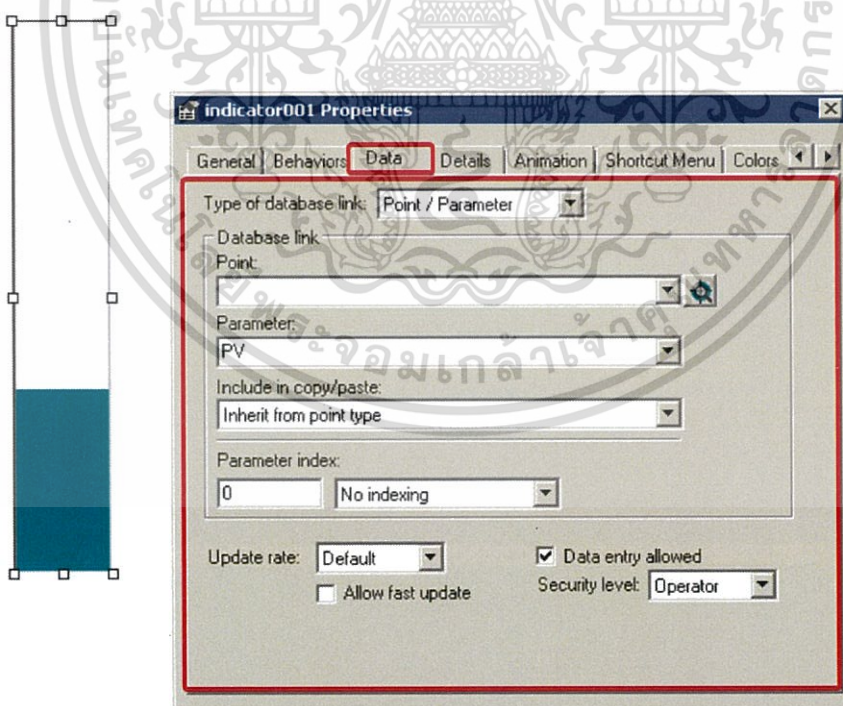 indicator001 Properties
General Behaviors Data Details Animation Shortcut Menu Colors
Type of database link: Point / Parameter
Database link
Point:
Parameter:
PV
Include in copy/paste:
Inherit from point type
Parameter index:
0 No indexing
Update rate: Default
Data entry allowed
Allow fast update
Security level: Operator